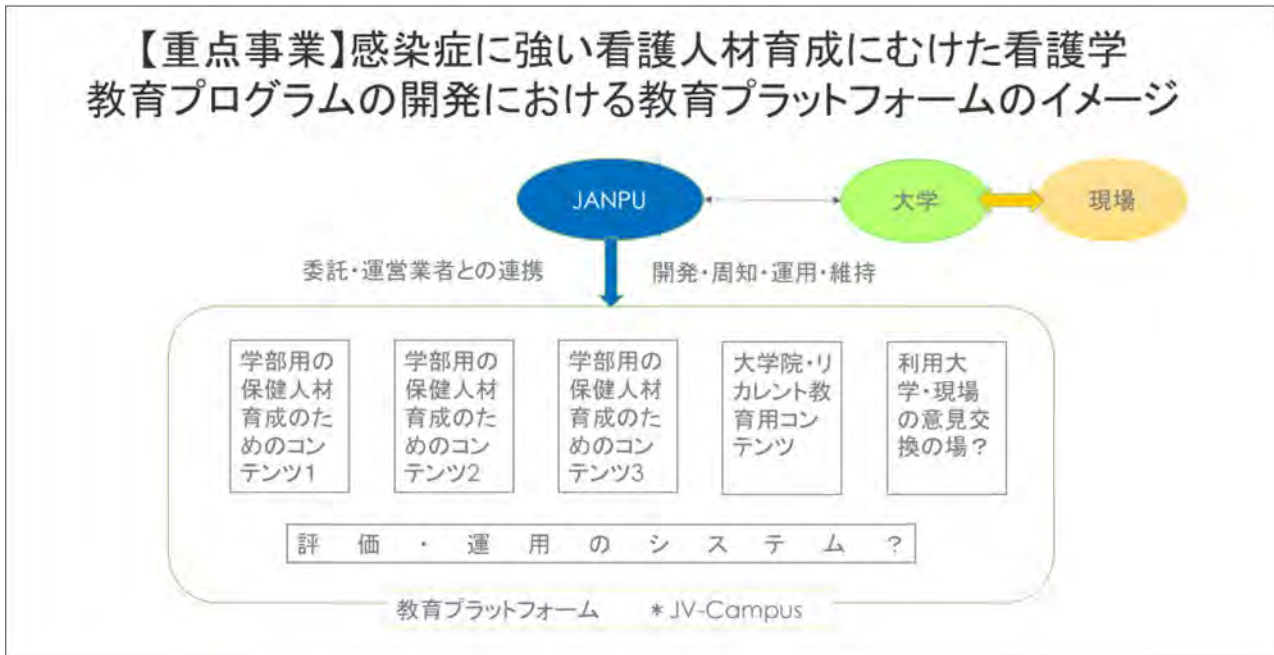 【重点事業】感染症に強い看護人材育成にむけた看護学
教育プログラムの開発における教育プラットフォームのイメージ
JANPU
大学
現場
委託・運営業者との連携
開発・周知・運用・維持
学部用の
保健人材
育成のた
めのコン
テンツ1
学部用の
保健人材
育成のた
めのコン
テンツ2
学部用の
保健人材
育成のた
めのコン
テンツ3
大学院・リ
カレント教
育用コン
テンツ
利用大
学・現場
の意見交
換の場？
評価・運用のシステム？
教育プラットフォーム ＊JV-Campus